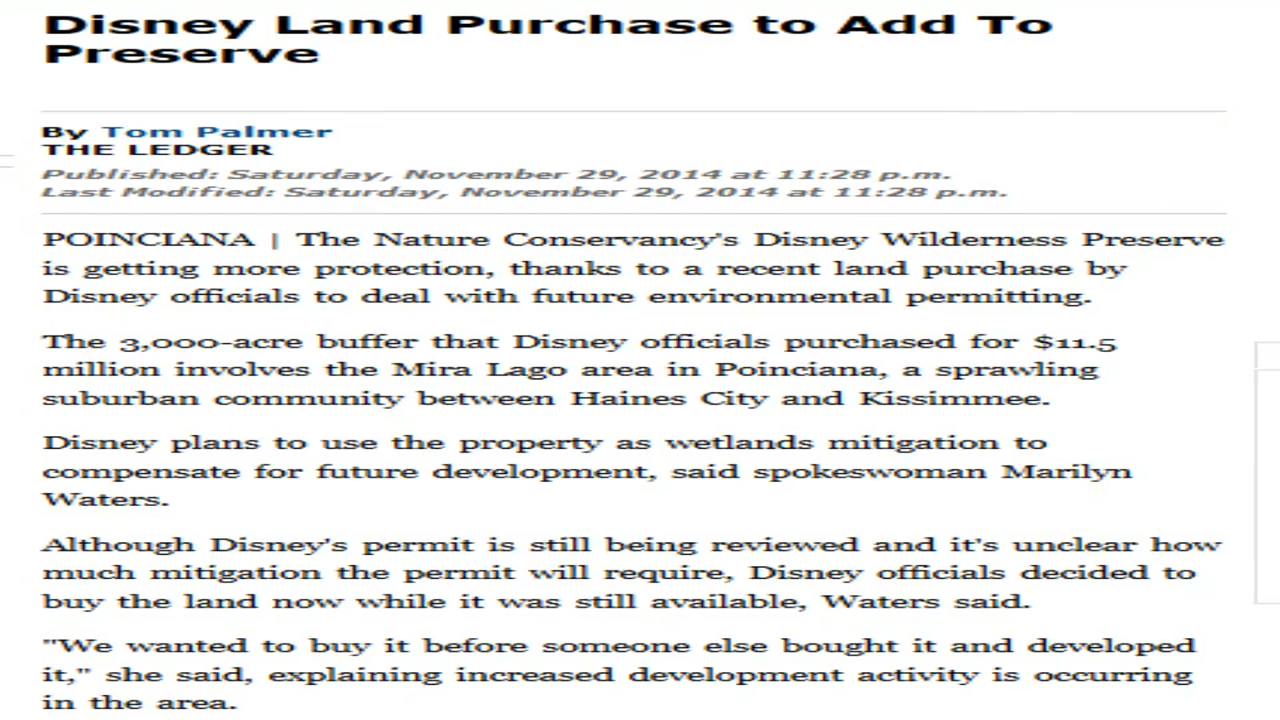 Disney Land Purchase to Add To
Preserve
By Tom Palmer
THE LEDGER
Published: Saturday, November 29, 2014 at 11:28 p.m.
Last Modified: Saturday, November 29, 2014 at 11:28 p.m.
POINCIANA | The Nature Conservancy's Disney Wilderness Preserve
is getting more protection, thanks to a recent land purchase by
Disney officials to deal with future environmental permitting.
The 3,000-acre buffer that Disney officials purchased for $11.5
million involves the Mira Lago area in Poinciana, a sprawling
suburban community between Haines City and Kissimmee.
Disney plans to use the property as wetlands mitigation to
compensate for future development, said spokeswoman Marilyn
Waters.
Although Disney's permit is still being reviewed and it's unclear how
much mitigation the permit will require, Disney officials decided to
buy the land now while it was still available, Waters said.
"We wanted to buy it before someone else bought it and developed
it," she said, explaining increased development activity is occurring
in the area.